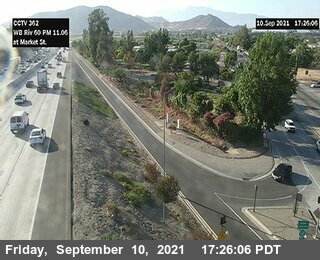 CCTV 362
WB Riv 60 PM 11.06
at Market St.
10 Sep 2021 17:26:06
Friday, September 10, 2021 17:26:06 PDT